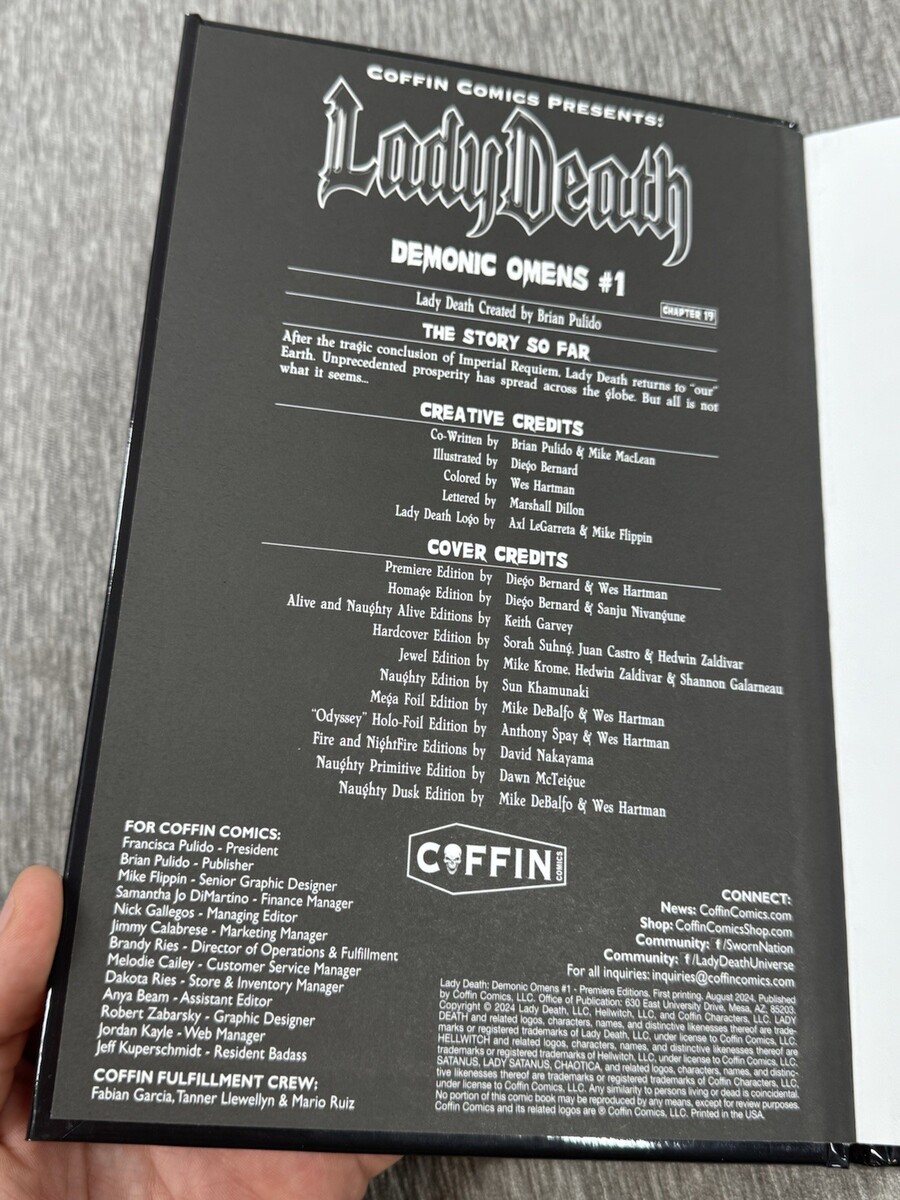 COFFIN COMICS PRESENTS:
Lady Death
DEMONIC OMENS #1
Lady Death Created by Brian Pulido
CHAPTER 19
THE STORY SO FAR
After the tragic conclusion of Imperial Requiem, Lady Death returns to "our"
Earth. Unprecedented prosperity has spread across the globe. But all is not
what it seems...
CREATIVE CREDITS
Co-Written by Brian Pulido & Mike MacLean
Illustrated by Diego Bernard
Colored by Wes Hartman
Lettered by Marshall Dillon
Lady Death Logo by Axl LeGarreta & Mike Flippin
COVER CREDITS
Premiere Edition by Diego Bernard & Wes Hartman
Homage Edition by Diego Bernard & Sanju Nivangune
Alive and Naughty Alive Editions by Keith Garvey
Hardcover Edition by Sorah Suhng, Juan Castro & Hedwin Zaldivar
Jewel Edition by Mike Krome, Hedwin Zaldivar & Shannon Galarneau
Naughty Edition by Sun Khamunaki
Mega Foil Edition by Mike DeBalfo & Wes Hartman
"Odyssey" Holo-Foil Edition by Anthony Spay & Wes Hartman
Fire and NightFire Editions by David Nakayama
Naughty Primitive Edition by Dawn McTeigue
Naughty Dusk Edition by Mike DeBalfo & Wes Hartman
FOR COFFIN COMICS:
Francisca Pulido - President
Brian Pulido - Publisher
Mike Flippin - Senior Graphic Designer
Samantha Jo DiMartino - Finance Manager
Nick Gallegos - Managing Editor
Jimmy Calabrese - Marketing Manager
Brandy Ries - Director of Operations & Fulfillment
Melodie Cailey - Customer Service Manager
Dakota Ries - Store & Inventory Manager
Anya Beam - Assistant Editor
Robert Zabarsky - Graphic Designer
Jordan Kayle - Web Manager
Jeff Kuperschmidt - Resident Badass
COFFIN FULFILLMENT CREW:
Fabian Garcia, Tanner Llewellyn & Mario Ruiz
COFFIN COMICS
CONNECT:
News: CoffinComics.com
Shop: CoffinComicsShop.com
Community: f/SwornNation
Community: f/LadyDeathUniverse
For all inquiries: inquiries@coffincomics.com
Lady Death: Demonic Omens #1 - Premiere Editions. First printing, August 2024. Published
by Coffin Comics, LLC. Office of Publication: 630 East University Drive, Mesa, AZ, 85203.
Copyright © 2024 Lady Death, LLC, Hellwitch, LLC, and Coffin Characters, LLC. LADY
DEATH and related logos, characters, names, and distinctive likenesses thereof are trade-
marks or registered trademarks of Lady Death, LLC, under license to Coffin Comics, LLC.
HELLWITCH and related logos, characters, names, and distinctive likenesses thereof are
trademarks or registered trademarks of Hellwitch, LLC, under license to Coffin Comics, LLC.
SATANUS, LADY SATANUS, CHAOTICA, and related logos, characters, names, and distinc-
tive likenesses thereof are trademarks or registered trademarks of Coffin Characters, LLC,
under license to Coffin Comics, LLC. Any similarity to persons living or dead is coincidental.
No portion of this comic book may be reproduced by any means, except for review purposes.
Coffin Comics and its related logos are ® Coffin Comics, LLC. Printed in the USA.